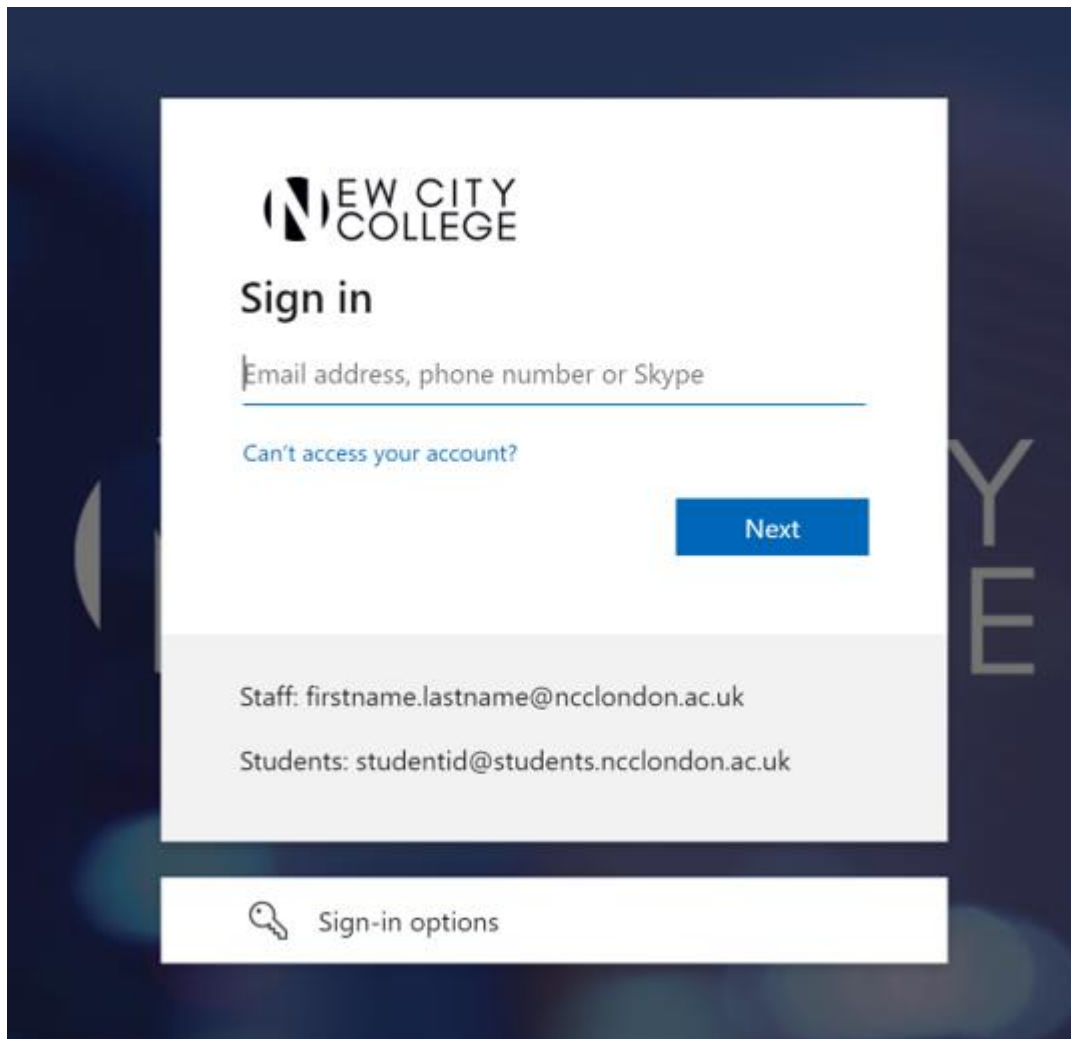 NEW CITY
COLLEGE
Sign in
Email address, phone number or Skype
Can't access your account?
Next
Y
E
Staff: firstname.lastname@ncclondon.ac.uk
Students: studentid@students.ncclondon.ac.uk
Sign-in options